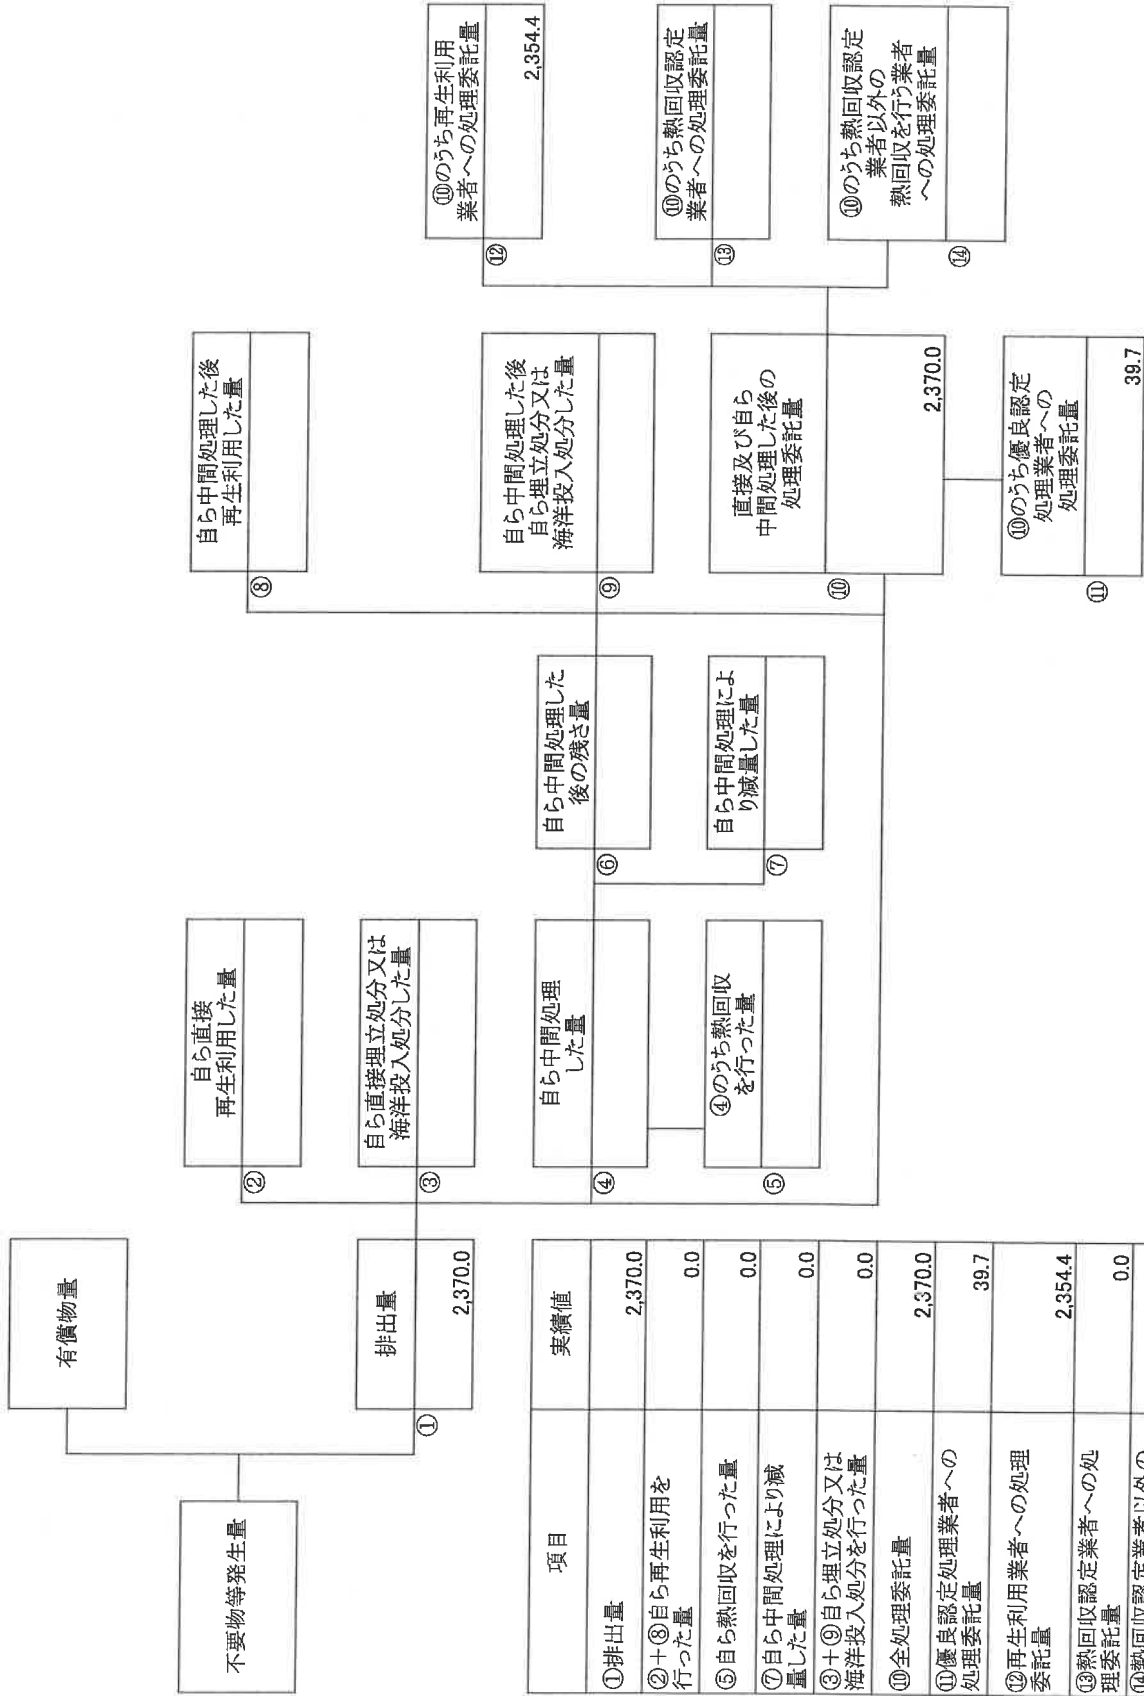 不要物等発生量
有償物量
①
排出量
2,370.0
②
自ら直接
再生利用した量
③
自ら直接埋立処分又は
海洋投入処分した量
④
自ら中間処理
した量
⑤
④のうち熱回収
を行った量
⑥
自ら中間処理した
後の残さ量
⑦
自ら中間処理によ
り減量した量
⑧
自ら中間処理した後
再生利用した量
⑨
自ら中間処理した後
自ら埋立処分又は
海洋投入処分した量
⑩
直接及び自ら
中間処理した後の
処理委託量
2,370.0
⑪
⑩のうち優良認定
処理業者への
処理委託量
39.7
⑫
⑩のうち再生利用
業者への処理委託量
2,354.4
⑬
⑩のうち熱回収認定
業者への処理委託量
⑭
⑩のうち熱回収認定
業者以外の
熱回収を行う業者
への処理委託量
項目 実績値
①排出量 2,370.0
②+⑧自ら再生利用を
行った量 0.0
⑤自ら熱回収を行った量 0.0
⑦自ら中間処理により減
量した量 0.0
③+⑨自ら埋立処分又は
海洋投入処分を行った量 0.0
⑩全処理委託量 2,370.0
⑪優良認定処理業者への
処理委託量 39.7
⑫再生利用業者への処理
委託量 2,354.4
⑬熱回収認定業者への処
理委託量 0.0
⑭熱回収認定業者以外の